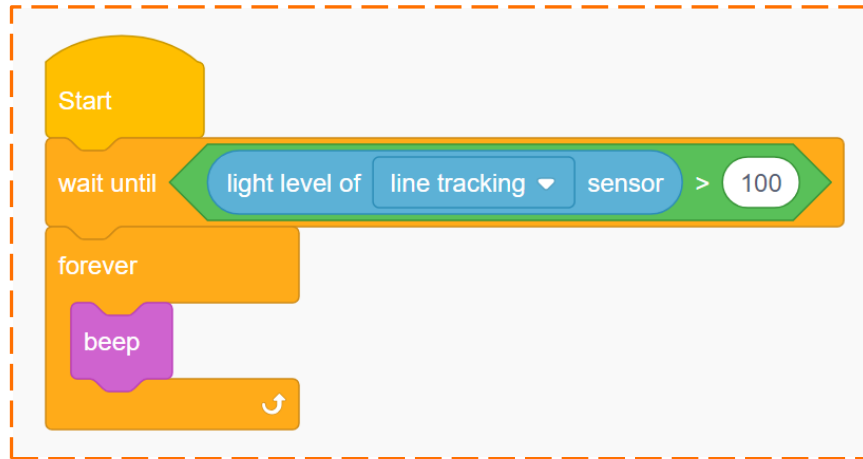 Start
wait until light level of line tracking sensor > 100
forever
beep